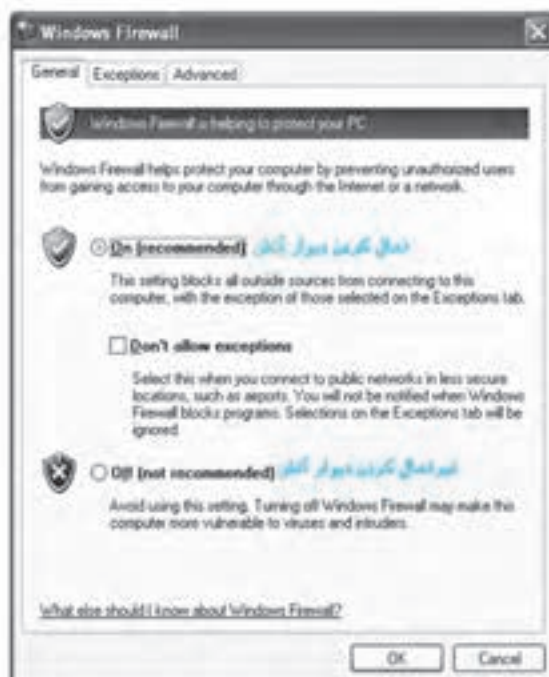 Windows Firewall
General Exceptions Advanced
Windows Firewall is helping to protect your PC
Windows Firewall helps protect your computer by preventing unauthorized users
from gaining access to your computer through the Internet or a network.
On (recommended) فعال کردن دیوار آتش
This setting blocks all outside sources from connecting to this
computer, with the exception of those selected on the Exceptions tab.
Don't allow exceptions
Select this when you connect to public networks in less secure
locations, such as airports. You will not be notified when Windows
Firewall blocks programs. Selections on the Exceptions tab will be
ignored.
Off (not recommended) غیرفعال کردن دیوار آتش
Avoid using this setting. Turning off Windows Firewall may make this
computer more vulnerable to viruses and intruders.
What else should I know about Windows Firewall?
OK Cancel